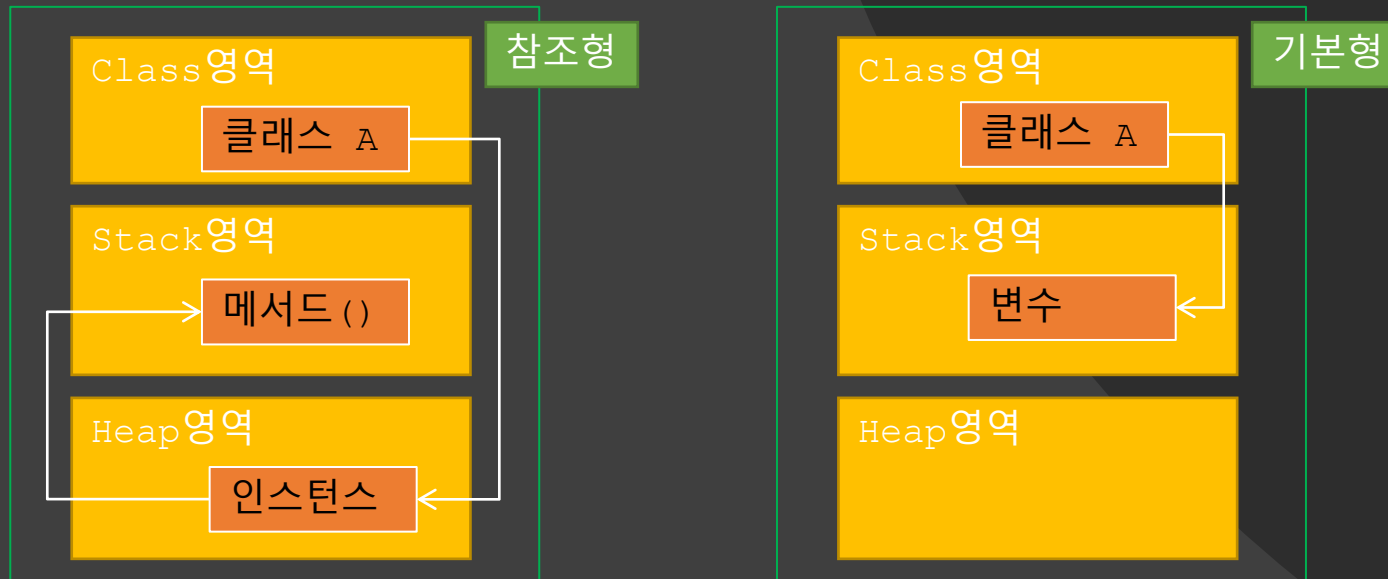 참조형
Class영역
클래스 A
Stack영역
메서드()
Heap영역
인스턴스
기본형
Class영역
클래스 A
Stack영역
변수
Heap영역